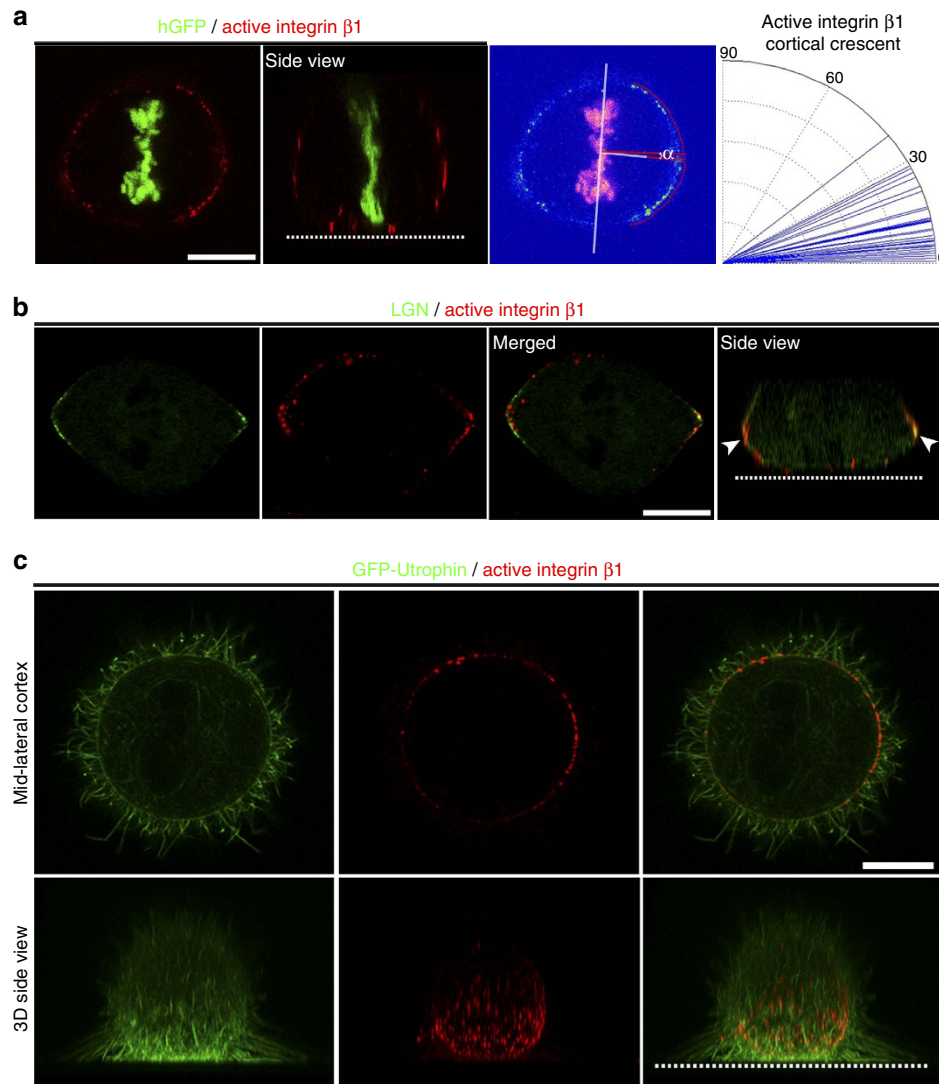 a
hGFP / active integrin β1
Side view
α
Active integrin β1
cortical crescent
90
60
30
0
b
LGN / active integrin β1
Merged
Side view
c
GFP-Utrophin / active integrin β1
Mid-lateral cortex
3D side view